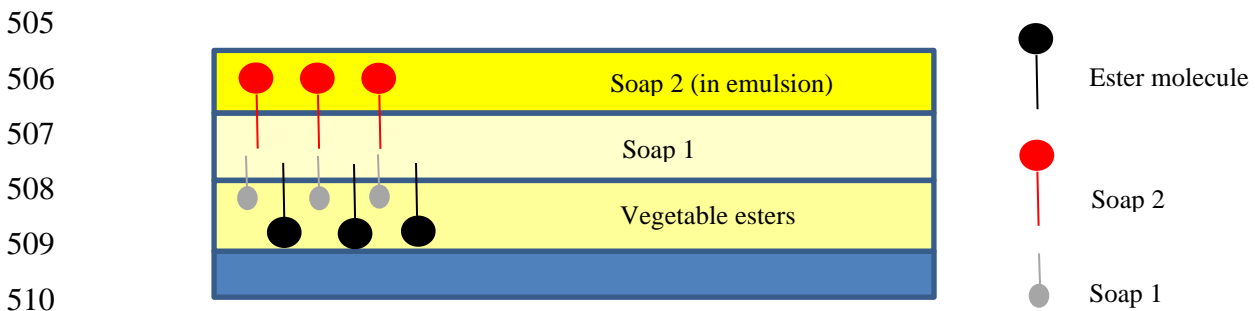 505
506
507
508
509
510
Soap 2 (in emulsion)
Soap 1
Vegetable esters
Ester molecule
Soap 2
Soap 1